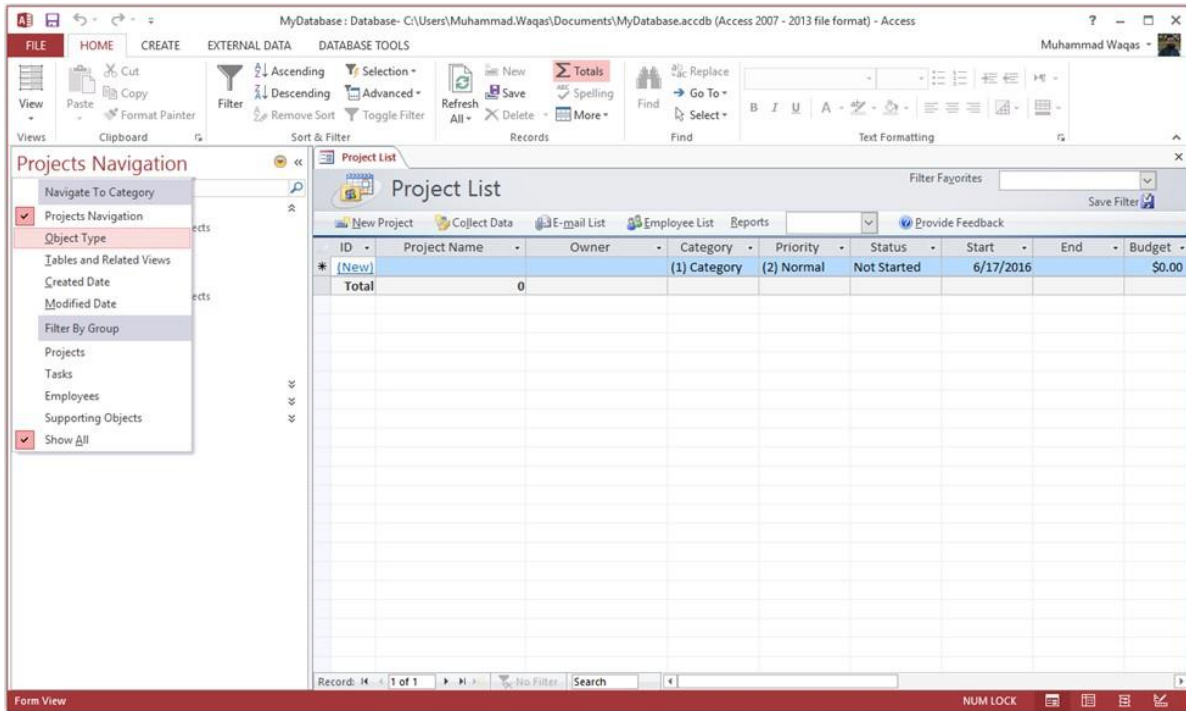 MyDatabase : Database- C:\Users\Muhammad.Waqas\Documents\MyDatabase.accdb (Access 2007 - 2013 file format) - Access
FILE HOME CREATE EXTERNAL DATA DATABASE TOOLS Muhammad Waqas
View
Views
Paste
Cut
Copy
Format Painter
Clipboard
Filter
Ascending
Descending
Remove Sort
Selection
Advanced
Toggle Filter
Sort & Filter
Refresh All
New
Save
Delete
Totals
Spelling
More
Records
Find
Replace
Go To
Select
Find
B I U A
Text Formatting
Projects Navigation
Navigate To Category
Projects Navigation
Object Type
Tables and Related Views
Created Date
Modified Date
Filter By Group
Projects
Tasks
Employees
Supporting Objects
Show All
ects
ects
Project List
Project List
Filter Favorites
Save Filter
New Project Collect Data E-mail List Employee List Reports Provide Feedback
ID Project Name Owner Category Priority Status Start End Budget
* (New) (1) Category (2) Normal Not Started 6/17/2016 $0.00
Total 0
Record: 1 of 1 No Filter Search
Form View NUM LOCK